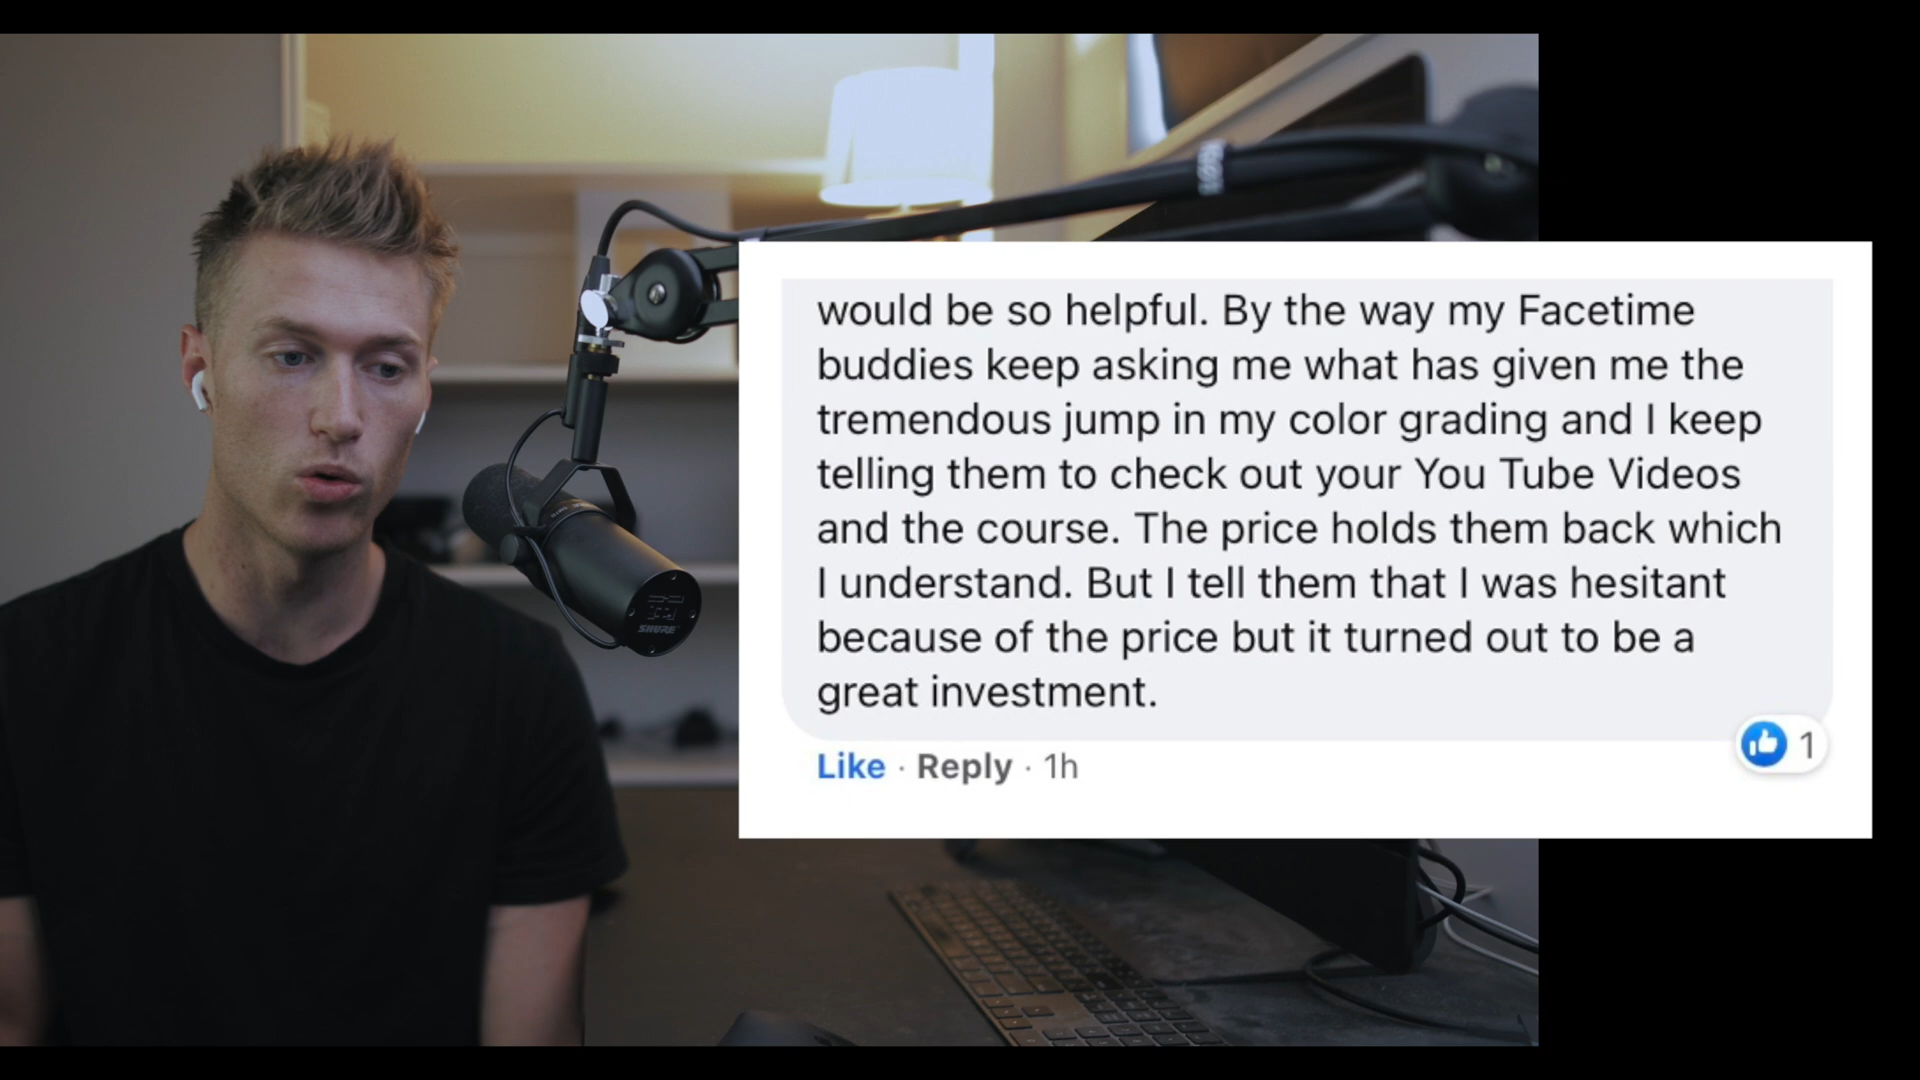 would be so helpful. By the way my Facetime
buddies keep asking me what has given me the
tremendous jump in my color grading and I keep
telling them to check out your You Tube Videos
and the course. The price holds them back which
I understand. But I tell them that I was hesitant
because of the price but it turned out to be a
great investment.
Like · Reply · 1h
1
SHURE